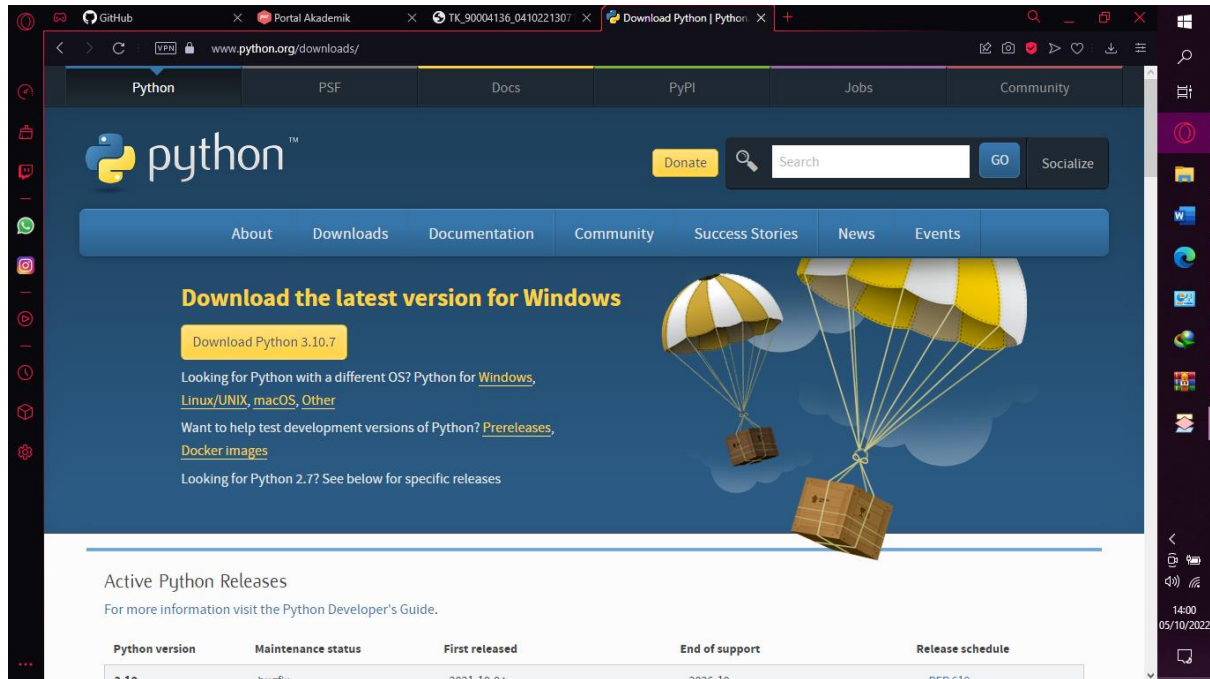 GitHub
Portal Akademik
TK_90004136_0410221307
Download Python | Python.
VPN
www.python.org/downloads/
Python
PSF
Docs
PyPI
Jobs
Community
python™
Donate
Search
GO
Socialize
About
Downloads
Documentation
Community
Success Stories
News
Events
Download the latest version for Windows
Download Python 3.10.7
Looking for Python with a different OS? Python for Windows,
Linux/UNIX, macOS, Other
Want to help test development versions of Python? Prereleases,
Docker images
Looking for Python 2.7? See below for specific releases
Active Python Releases
For more information visit the Python Developer's Guide.
Python version
Maintenance status
First released
End of support
Release schedule
14:00
05/10/2022